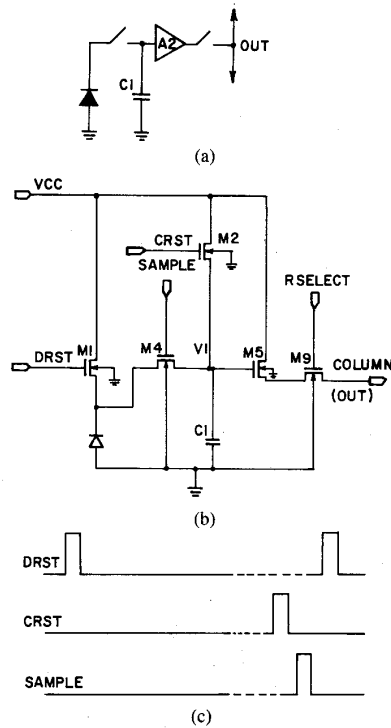 A2
OUT
C1
(a)
VCC
CRST
M2
SAMPLE
RSELECT
M1
M4
V1
M5
M9
DRST
COLUMN
(OUT)
C1
(b)
DRST
CRST
SAMPLE
(c)